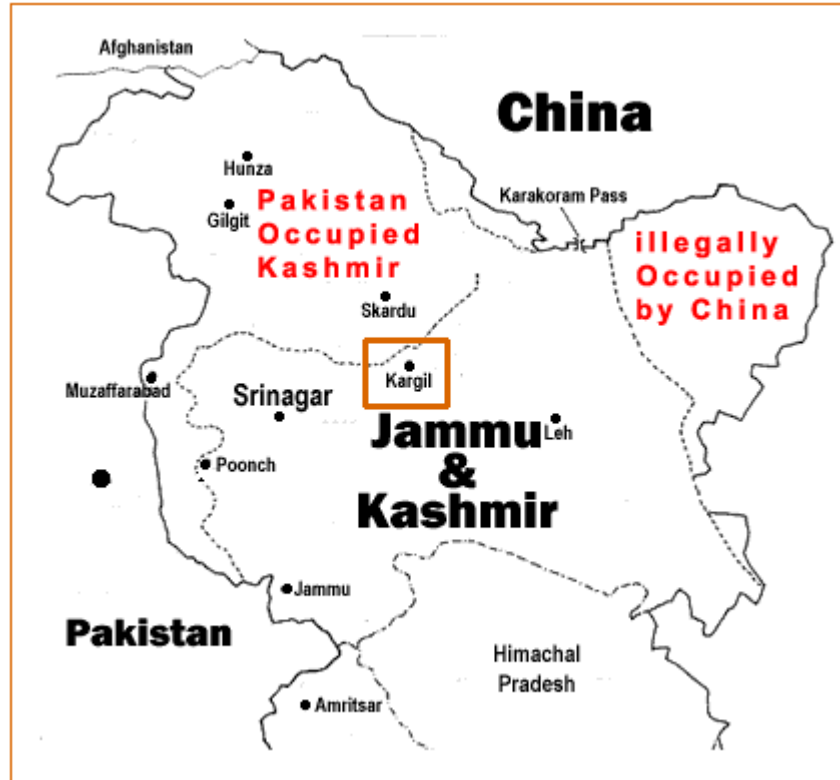 Afghanistan
China
Hunza
Karakoram Pass
Gilgit
Pakistan
Occupied
Kashmir
illegally
Occupied
by China
Skardu
Kargil
Muzaffarabad
Srinagar
Leh
Jammu
&
Kashmir
Poonch
Jammu
Pakistan
Himachal
Pradesh
Amritsar